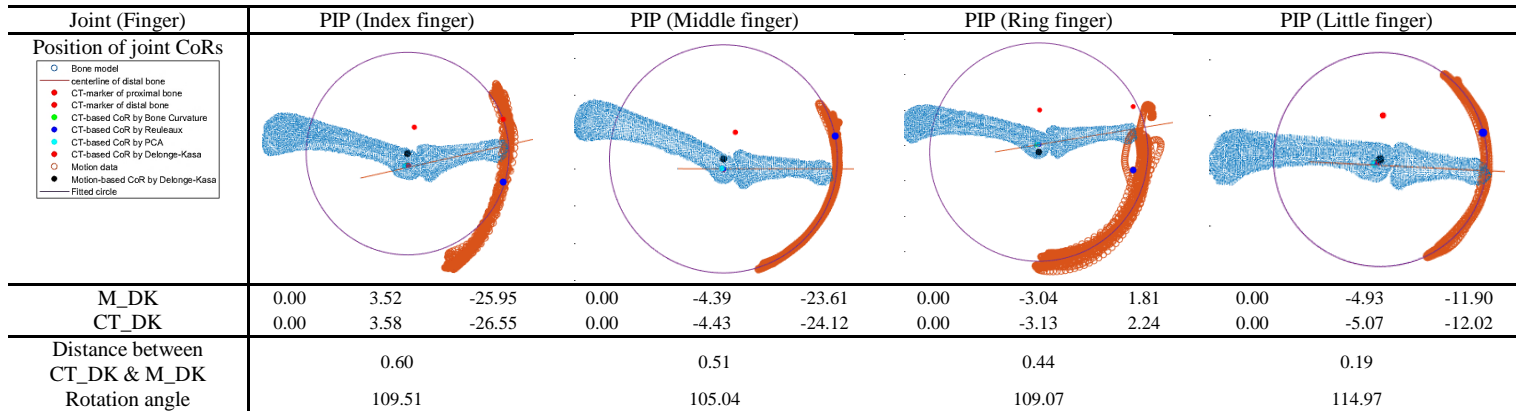 Joint (Finger) PIP (Index finger) PIP (Middle finger) PIP (Ring finger) PIP (Little finger)
Position of joint CoRs
Bone model
centerline of distal bone
CT-marker of proximal bone
CT-marker of distal bone
CT-based CoR by Bone Curvature
CT-based CoR by Reuleaux
CT-based CoR by PCA
CT-based CoR by Delonge-Kasa
Motion data
Motion-based CoR by Delonge-Kasa
Fitted circle
M_DK 0.00 3.52 -25.95 0.00 -4.39 -23.61 0.00 -3.04 1.81 0.00 -4.93 -11.90
CT_DK 0.00 3.58 -26.55 0.00 -4.43 -24.12 0.00 -3.13 2.24 0.00 -5.07 -12.02
Distance between
CT_DK & M_DK 0.60 0.51 0.44 0.19
Rotation angle 109.51 105.04 109.07 114.97